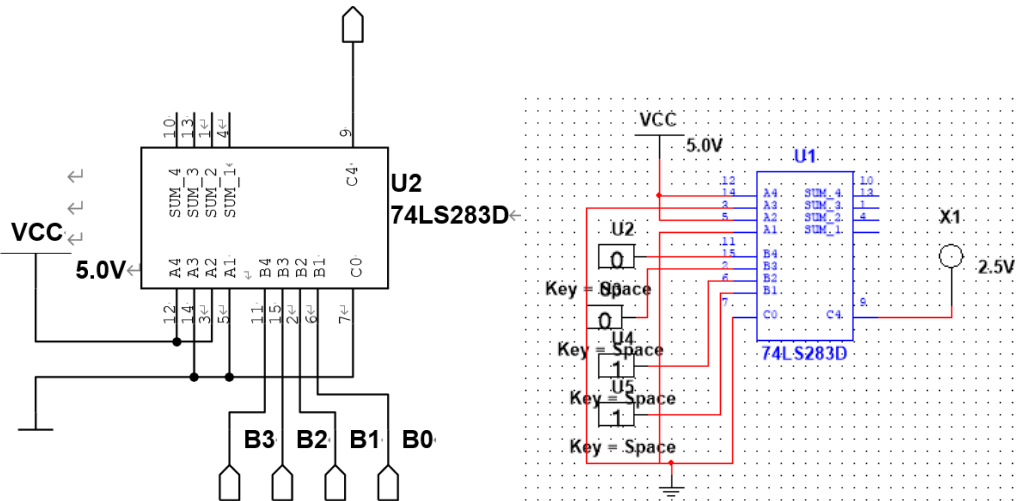 10 13 1 4 9
SUM_4 SUM_3 SUM_2 SUM_1 C4
U2
74LS283D
VCC
5.0V
A4 A3 A2 A1 B4 B3 B2 B1 C0
12 14 3 5 11 15 2 6 7
B3 B2 B1 B0
VCC
5.0V
U1
12
14 A4 SUM_4 10
3 A3 SUM_3 13
5 A2 SUM_2 1
A1 SUM_1 4
11
15 B4
2 B3
6 B2
B1
7
C0 C4 9
74LS283D
X1
2.5V
U2
0
Key = Space
0
U4
Key = Space
1
U5
Key = Space
1
Key = Space